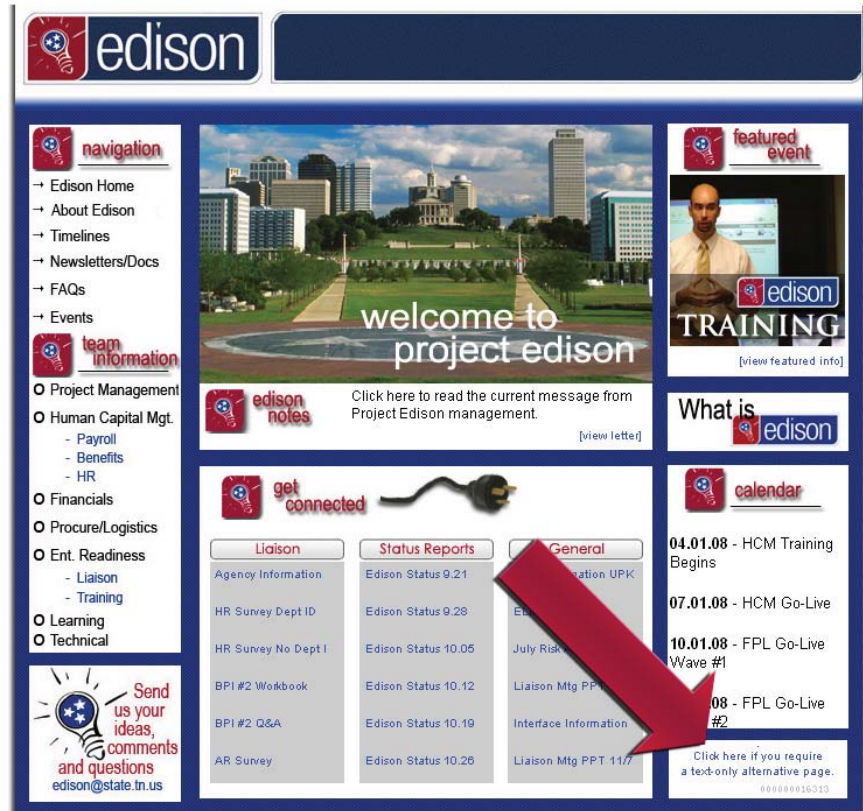 edison
navigation
→ Edison Home
→ About Edison
→ Timelines
→ Newsletters/Docs
→ FAQs
→ Events
team
information
O Project Management
O Human Capital Mgt.
- Payroll
- Benefits
- HR
O Financials
O Procure/Logistics
O Ent. Readiness
- Liaison
- Training
O Learning
O Technical
Send
us your
ideas,
comments
and questions
edison@state.tn.us
welcome to
project edison
edison
notes
Click here to read the current message from
Project Edison management.
[view letter]
get
connected
Liaison
Agency Information
HR Survey Dept ID
HR Survey No Dept I
BPI #2 Workbook
BPI #2 Q&A
AR Survey
Status Reports
Edison Status 9.21
Edison Status 9.28
Edison Status 10.05
Edison Status 10.12
Edison Status 10.19
Edison Status 10.26
General
UPK
July Risk
Liaison Mtg
Interface Information
Liaison Mtg PPT 11/7
featured
event
edison
TRAINING
[view featured info]
What is
edison
calendar
04.01.08 - HCM Training
Begins
07.01.08 - HCM Go-Live
10.01.08 - FPL Go-Live
Wave #1
08 - FPL Go-Live
#2
Click here if you require
a text-only alternative page.
000000016313